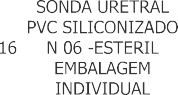 SONDA URETRAL
PVC SILICONIZADO
16 N 06 -ESTERIL
EMBALAGEM
INDIVIDUAL